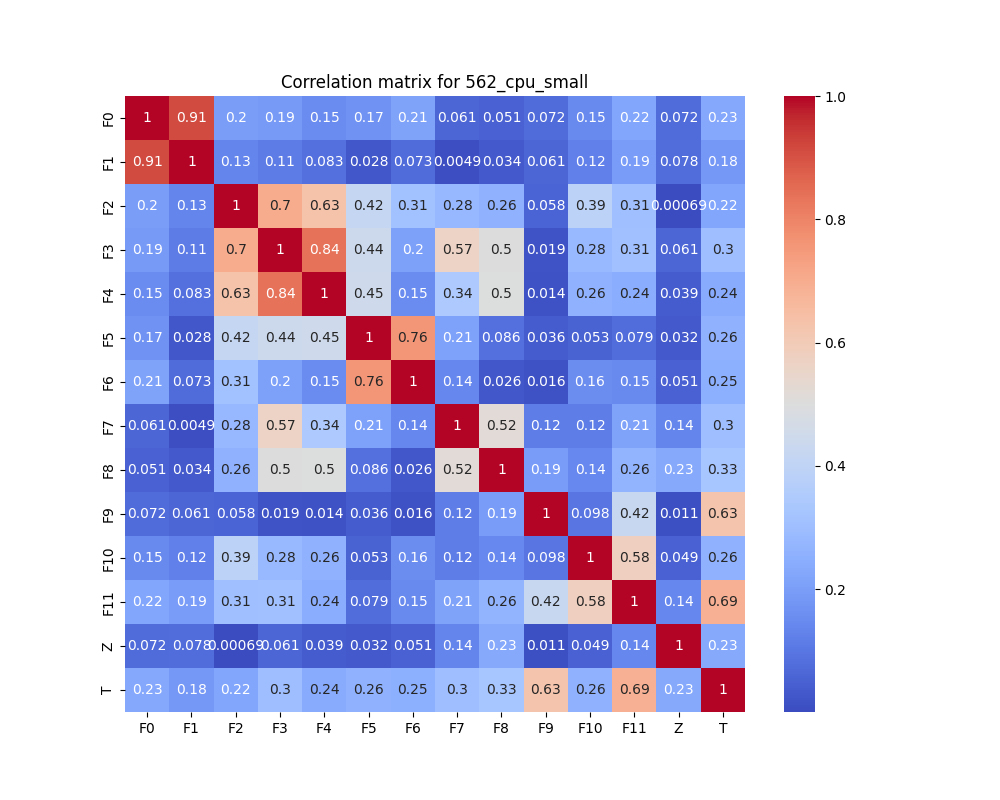 Correlation matrix for 562_cpu_small
F0 1 0.91 0.2 0.19 0.15 0.17 0.21 0.061 0.051 0.072 0.15 0.22 0.072 0.23
F1 0.91 1 0.13 0.11 0.083 0.028 0.073 0.0049 0.034 0.061 0.12 0.19 0.078 0.18
F2 0.2 0.13 1 0.7 0.63 0.42 0.31 0.28 0.26 0.058 0.39 0.31 0.00069 0.22
F3 0.19 0.11 0.7 1 0.84 0.44 0.2 0.57 0.5 0.019 0.28 0.31 0.061 0.3
F4 0.15 0.083 0.63 0.84 1 0.45 0.15 0.34 0.5 0.014 0.26 0.24 0.039 0.24
F5 0.17 0.028 0.42 0.44 0.45 1 0.76 0.21 0.086 0.036 0.053 0.079 0.032 0.26
F6 0.21 0.073 0.31 0.2 0.15 0.76 1 0.14 0.026 0.016 0.16 0.15 0.051 0.25
F7 0.061 0.0049 0.28 0.57 0.34 0.21 0.14 1 0.52 0.12 0.12 0.21 0.14 0.3
F8 0.051 0.034 0.26 0.5 0.5 0.086 0.026 0.52 1 0.19 0.14 0.26 0.23 0.33
F9 0.072 0.061 0.058 0.019 0.014 0.036 0.016 0.12 0.19 1 0.098 0.42 0.011 0.63
F10 0.15 0.12 0.39 0.28 0.26 0.053 0.16 0.12 0.14 0.098 1 0.58 0.049 0.26
F11 0.22 0.19 0.31 0.31 0.24 0.079 0.15 0.21 0.26 0.42 0.58 1 0.14 0.69
Z 0.072 0.078 0.00069 0.061 0.039 0.032 0.051 0.14 0.23 0.011 0.049 0.14 1 0.23
T 0.23 0.18 0.22 0.3 0.24 0.26 0.25 0.3 0.33 0.63 0.26 0.69 0.23 1
F0 F1 F2 F3 F4 F5 F6 F7 F8 F9 F10 F11 Z T
1.0
0.8
0.6
0.4
0.2